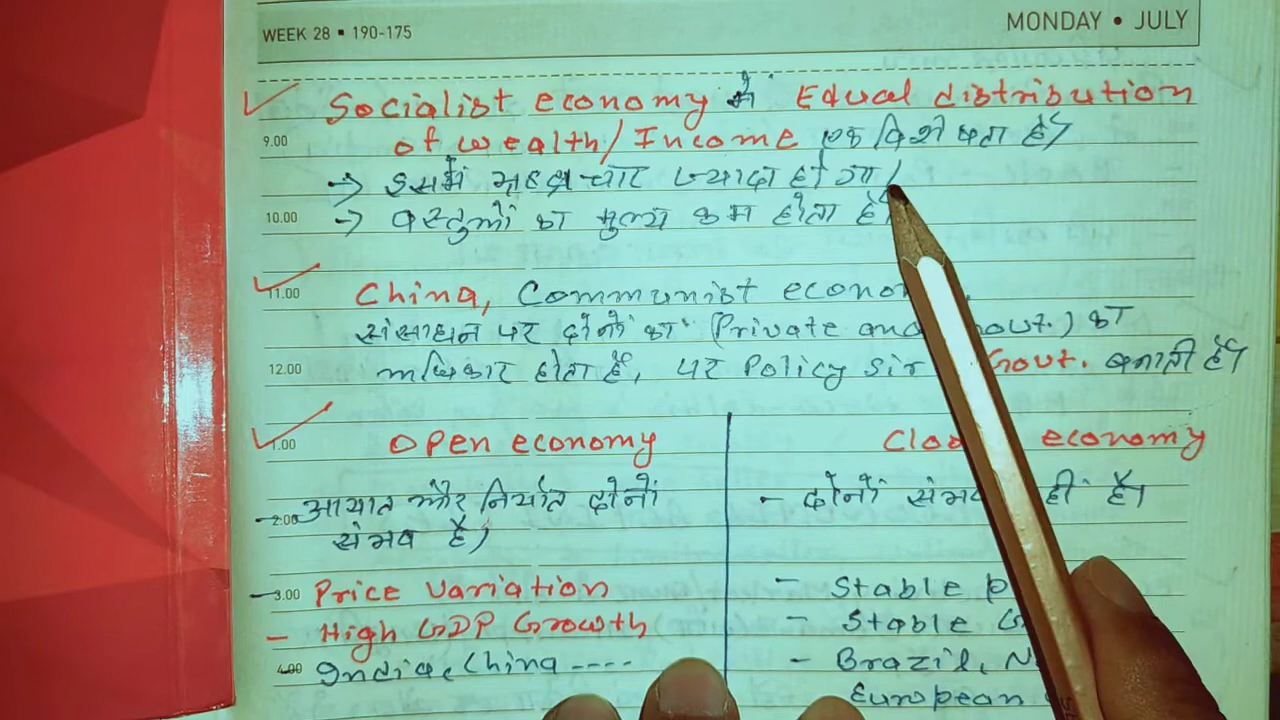 WEEK 28 ▪ 190-175
MONDAY • JULY
Socialist economy में Equal distribution
9.00 of wealth/Income एक विशेषता है।
→ इसमें भ्रष्टाचार ज्यादा होगा।
10.00 → वस्तुओं का मुल्य कम होता है।
11.00 China, Communist
संसाधन पर दोनों का (Private and Govt.) का
12.00 अधिकार होता है, पर Policy Govt. बनाती है।
1.00 Open economy
economy
2:00 - आयात और निर्यात दोनों
संभव है।
- दोनों है।
3.00 - Price Variation
- Stable
- High GDP Growth
- Stable
4.00 - India, China ----
- Brazil,
European